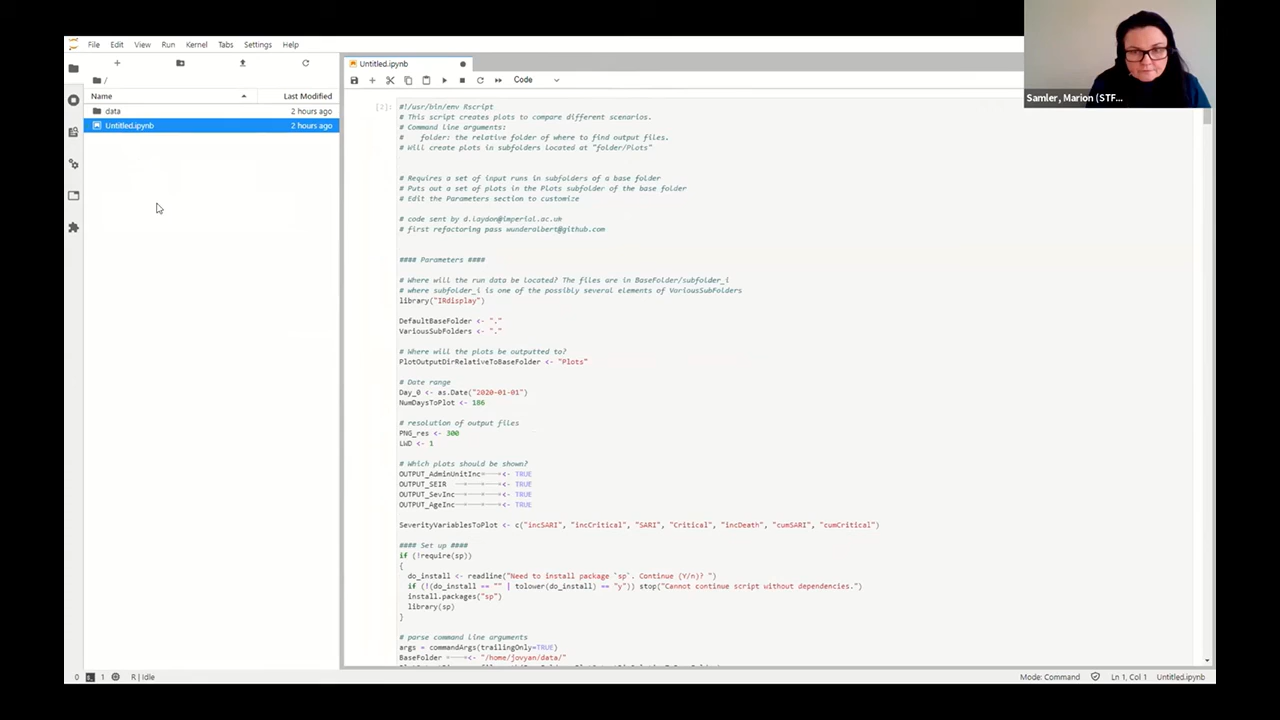 File Edit View Run Kernel Tabs Settings Help
Untitled.ipynb
Code
/
Name Last Modified
data 2 hours ago
Untitled.ipynb 2 hours ago
Samler, Marion (STF...
[2]: #!/usr/bin/env Rscript
# This script creates plots to compare different scenarios.
# Command line arguments:
# folder: the relative folder of where to find output files.
# Will create plots in subfolders located at "folder/Plots"
# Requires a set of input runs in subfolders of a base folder
# Puts out a set of plots in the Plots subfolder of the base folder
# Edit the Parameters section to customize
# code sent by d.laydon@imperial.ac.uk
# first refactoring pass wunderalbert@github.com
#### Parameters ####
# Where will the run data be located? The files are in BaseFolder/subfolder_i
# where subfolder_i is one of the possibly several elements of VariousSubFolders
library("IRdisplay")
DefaultBaseFolder <- "."
VariousSubFolders <- "."
# Where will the plots be outputted to?
PlotOutputDirRelativeToBaseFolder <- "Plots"
# Date range
Day_0 <- as.Date("2020-01-01")
NumDaysToPlot <- 186
# resolution of output files
PNG_res <- 300
LWD <- 1
# Which plots should be shown?
OUTPUT_AdminUnitInc <- TRUE
OUTPUT_SEIR <- TRUE
OUTPUT_SevInc <- TRUE
OUTPUT_AgeInc <- TRUE
SeverityVariablesToPlot <- c("incSARI", "incCritical", "SARI", "Critical", "incDeath", "cumSARI", "cumCritical")
#### Set up ####
if (!require(sp))
{
do_install <- readline("Need to install package `sp`. Continue (Y/n)? ")
if (!(do_install == "" | tolower(do_install) == "y")) stop("Cannot continue script without dependencies.")
install.packages("sp")
library(sp)
}
# parse command line arguments
args = commandArgs(trailingOnly=TRUE)
BaseFolder <- "/home/jovyan/data/"
0 1 R | Idle Mode: Command Ln 1, Col 1 Untitled.ipynb